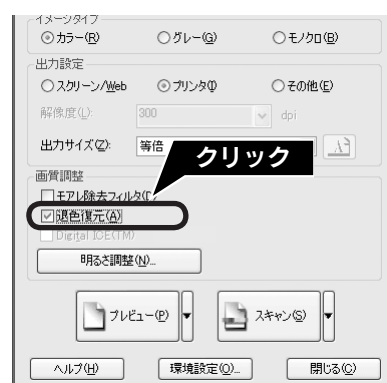 イメージタイプ
カラー(R) グレー(G) モノクロ(B)
出力設定
スクリーン/Web プリンタ(I) その他(E)
解像度(L): 300 dpi
出力サイズ(Z): 等倍
クリック
画質調整
モアレ除去フィルタ(F)
退色復元(A)
Digital ICE(TM)
明るさ調整(N)...
プレビュー(P) スキャン(S)
ヘルプ(H) 環境設定(O)... 閉じる(C)